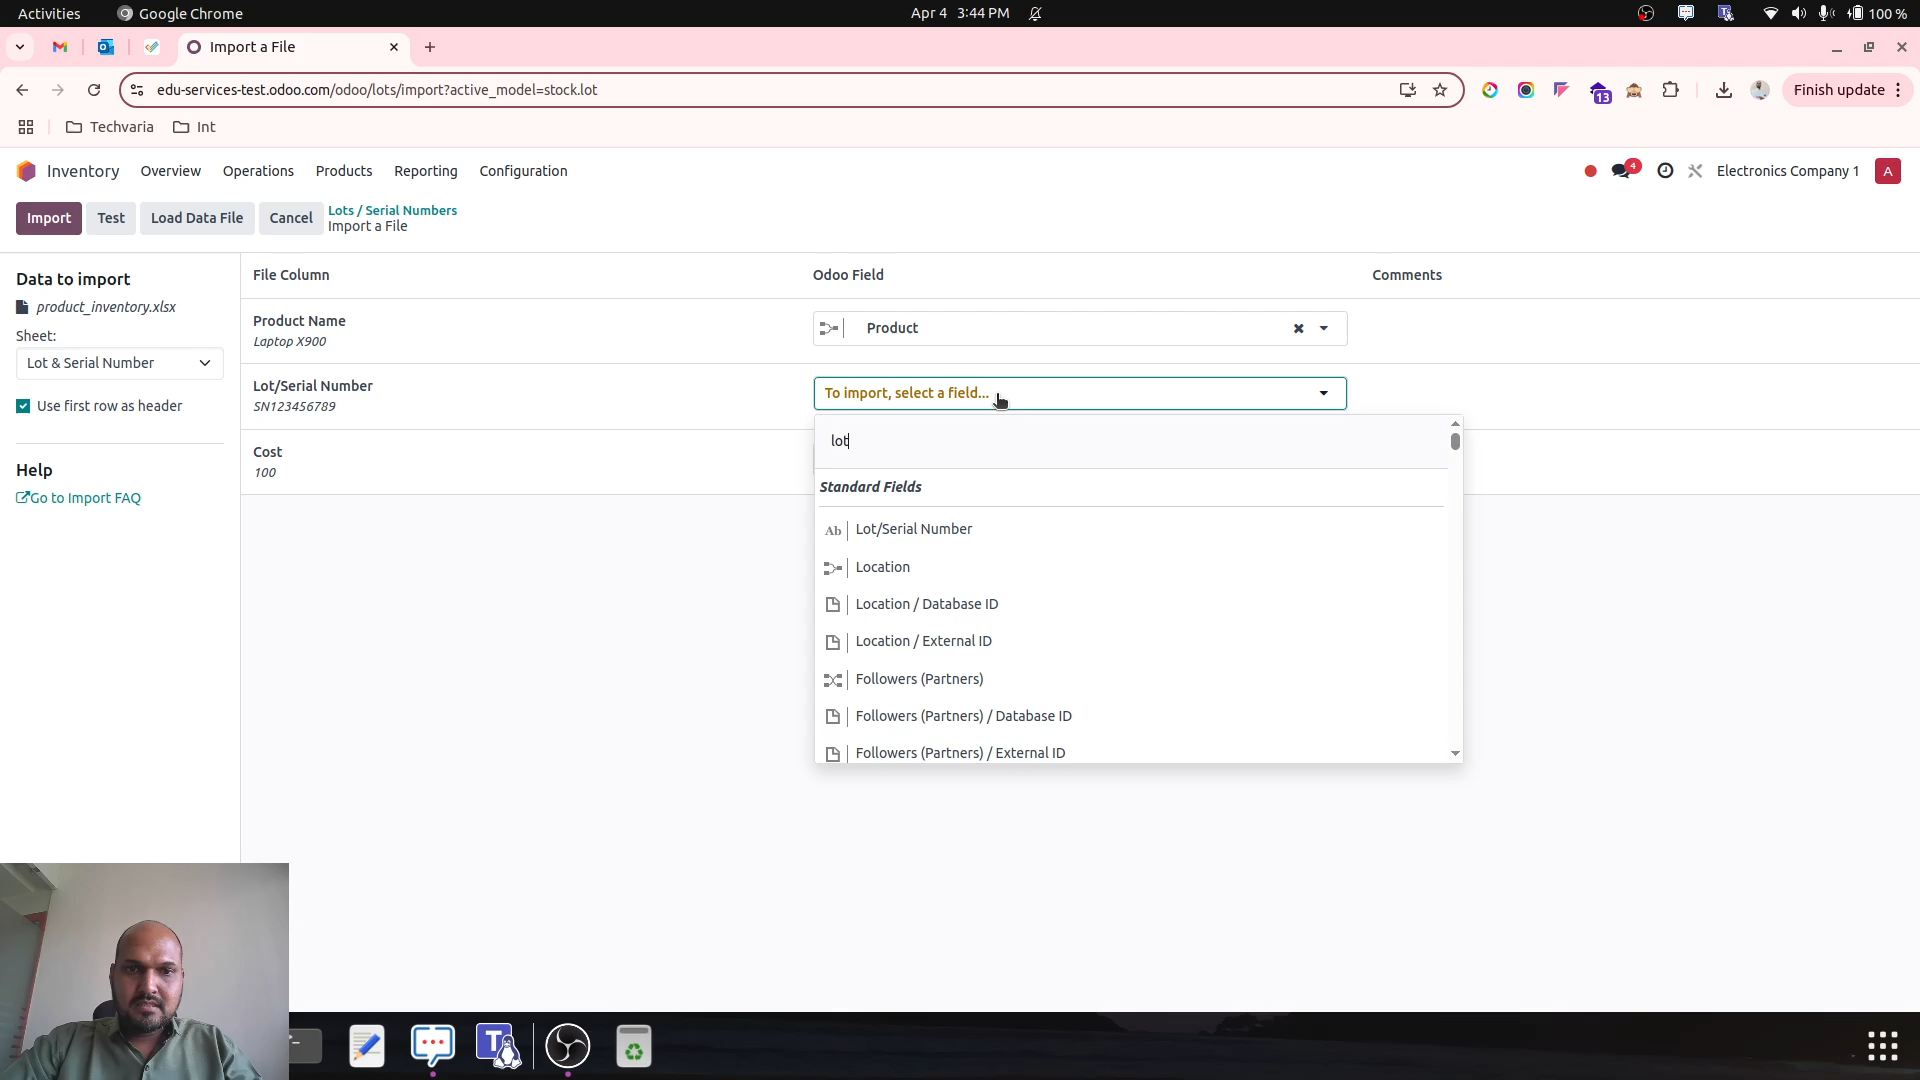 Activities
Google Chrome
Apr 4 3:44 PM
100 %
Import a File
edu-services-test.odoo.com/odoo/lots/import?active_model=stock.lot
13
Finish update
Techvaria
Int
Inventory
Overview
Operations
Products
Reporting
Configuration
4
Electronics Company 1
A
Import
Test
Load Data File
Cancel
Lots / Serial Numbers
Import a File
Data to import
product_inventory.xlsx
Sheet:
Lot & Serial Number
Use first row as header
Help
Go to Import FAQ
File Column
Odoo Field
Comments
Product Name
Laptop X900
Product
Lot/Serial Number
SN123456789
To import, select a field...
Cost
100
lot
Standard Fields
Ab Lot/Serial Number
Location
Location / Database ID
Location / External ID
Followers (Partners)
Followers (Partners) / Database ID
Followers (Partners) / External ID
T